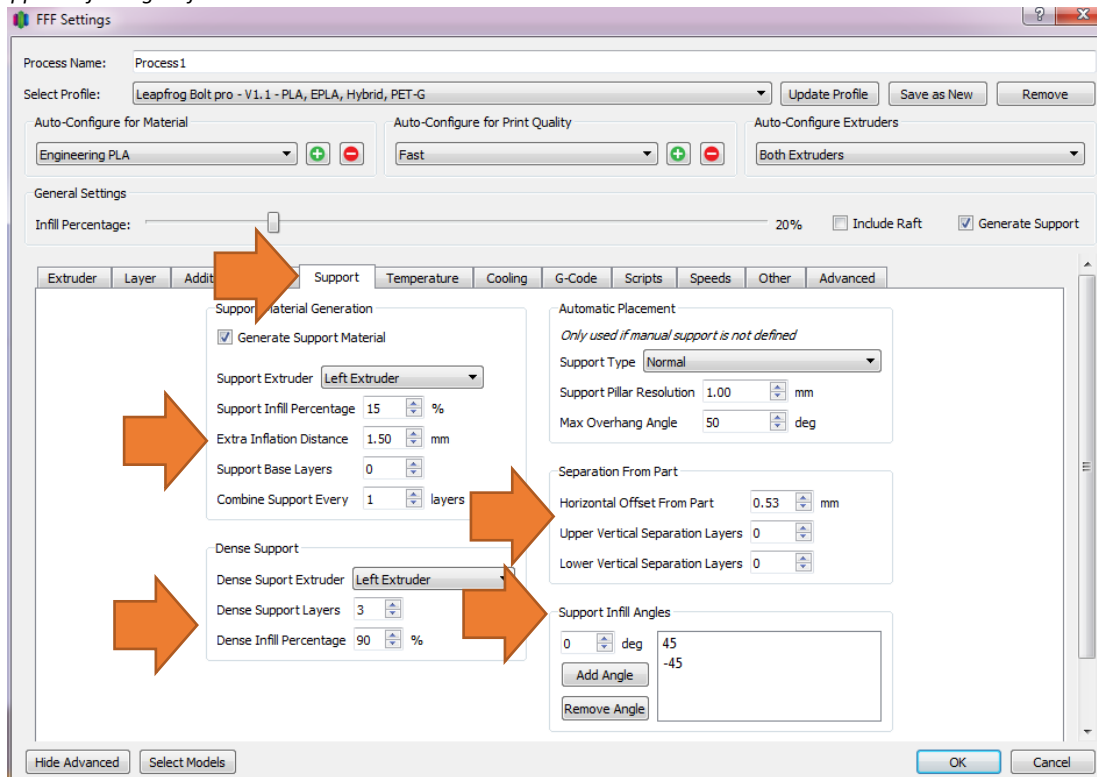 FFF Settings
Process Name: Process1
Select Profile: Leapfrog Bolt pro - V1.1 - PLA, EPLA, Hybrid, PET-G Update Profile Save as New Remove
Auto-Configure for Material Auto-Configure for Print Quality Auto-Configure Extruders
Engineering PLA Fast Both Extruders
General Settings
Infill Percentage: 20% Include Raft Generate Support
Extruder Layer Support Temperature Cooling G-Code Scripts Speeds Other Advanced
Generation
Generate Support Material
Support Extruder Left Extruder
Support Infill Percentage 15 %
Extra Inflation Distance 1.50 mm
Support Base Layers 0
Combine Support Every 1 layers
Dense Support
Dense Suport Extruder Left Extruder
Dense Support Layers 3
Dense Infill Percentage 90 %
Automatic Placement
Only used if manual support is not defined
Support Type Normal
Support Pillar Resolution 1.00 mm
Max Overhang Angle 50 deg
Separation From Part
Horizontal Offset From Part 0.53 mm
Upper Vertical Separation Layers 0
Lower Vertical Separation Layers 0
Support Infill Angles
0 deg 45
-45
Add Angle
Remove Angle
Hide Advanced Select Models OK Cancel